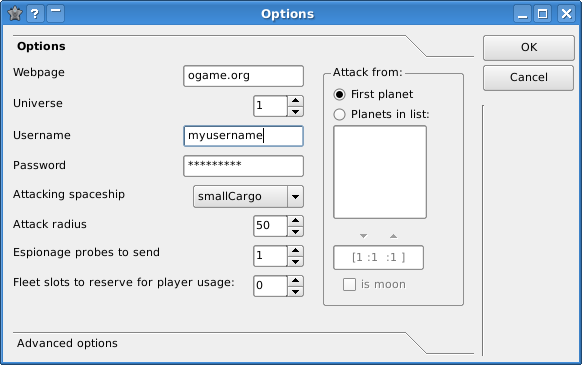 Options
Options
OK
Cancel
Webpage
ogame.org
Universe
1
Username
myusername
Password
*********
Attacking spaceship
smallCargo
Attack radius
50
Espionage probes to send
1
Fleet slots to reserve for player usage:
0
Attack from:
First planet
Planets in list:
[1 :1 :1 ]
is moon
Advanced options